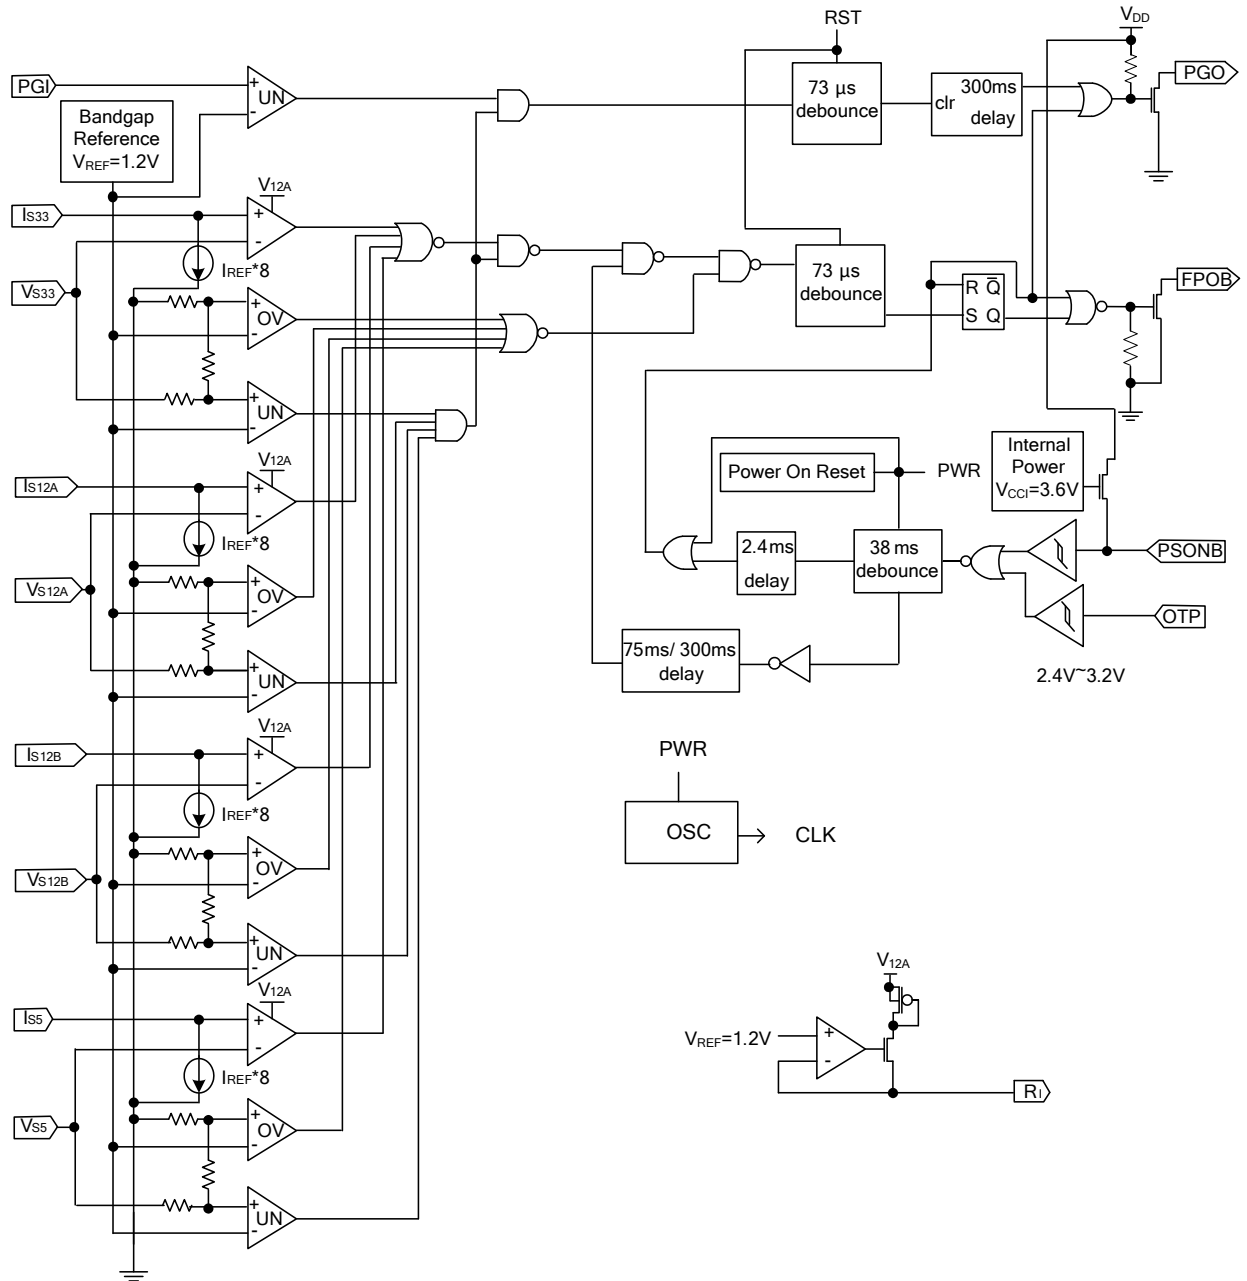 RST
VDD
PGI
+
-
UN
73 µs
debounce
clr
300ms
delay
PGO
Bandgap
Reference
VREF=1.2V
V12A
IS33
+
-
IREF*8
VS33
+
OV
-
+
UN
-
73 µs
debounce
R Q̅
S Q
FPOB
V12A
IS12A
+
-
IREF*8
VS12A
+
OV
-
+
UN
-
Power On Reset
PWR
Internal
Power
VCCI=3.6V
2.4ms
delay
38 ms
debounce
PSONB
OTP
75ms/ 300ms
delay
2.4V~3.2V
V12A
IS12B
+
-
IREF*8
VS12B
+
OV
-
+
UN
-
PWR
OSC
CLK
V12A
IS5
+
-
IREF*8
VS5
+
OV
-
+
UN
-
V12A
VREF=1.2V
+
-
RI